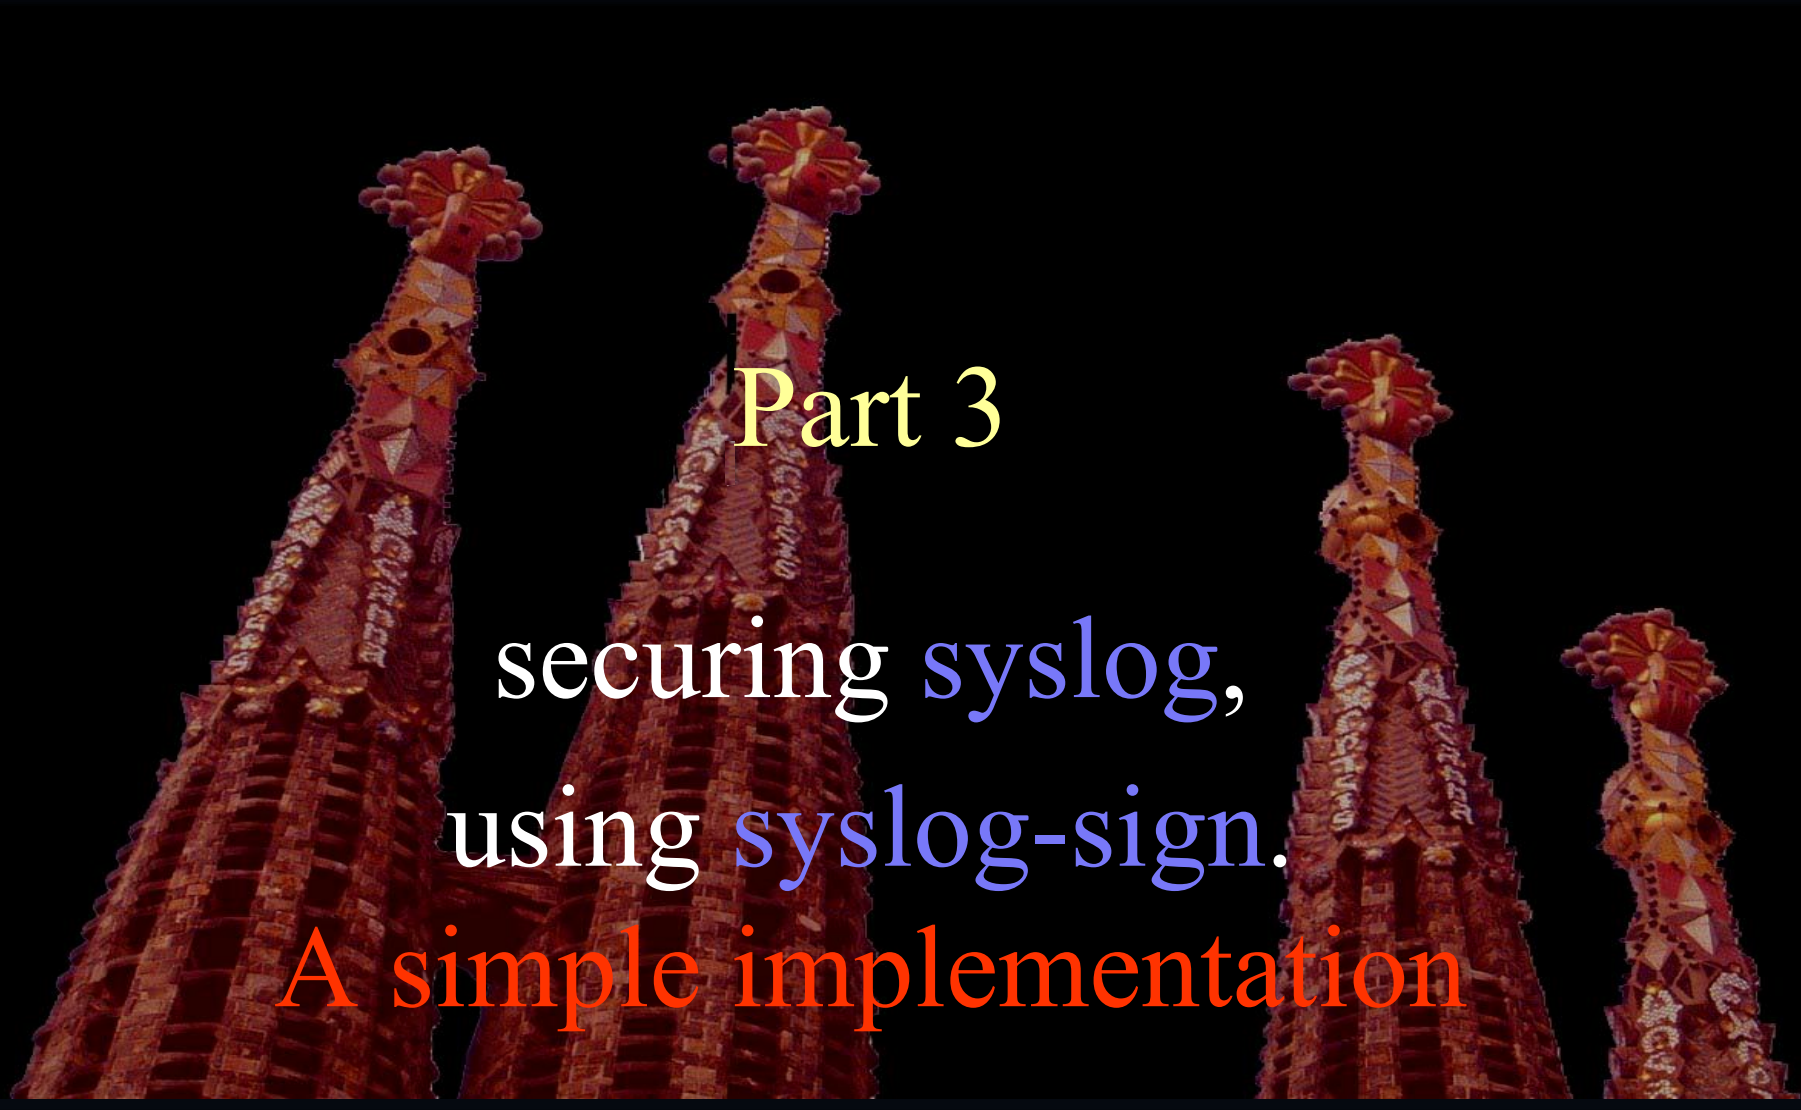 Part 3
securing syslog,
using syslog-sign.
A simple implementation